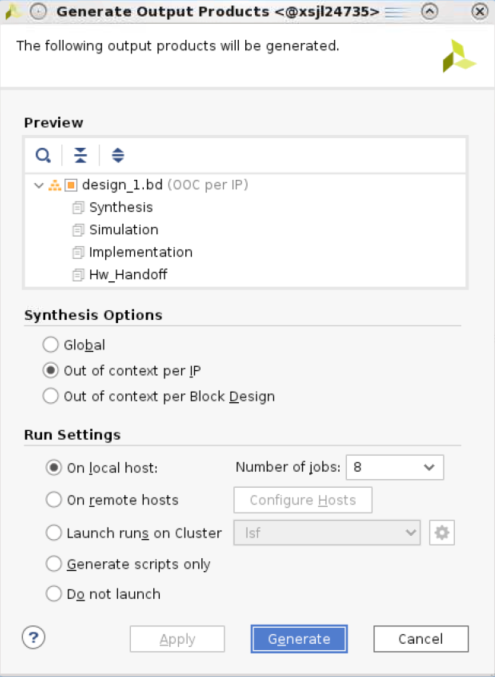 Generate Output Products <@xsjl24735>
The following output products will be generated.
Preview
design_1.bd (OOC per IP)
Synthesis
Simulation
Implementation
Hw_Handoff
Synthesis Options
Global
Out of context per IP
Out of context per Block Design
Run Settings
On local host: Number of jobs: 8
On remote hosts Configure Hosts
Launch runs on Cluster lsf
Generate scripts only
Do not launch
? Apply Generate Cancel